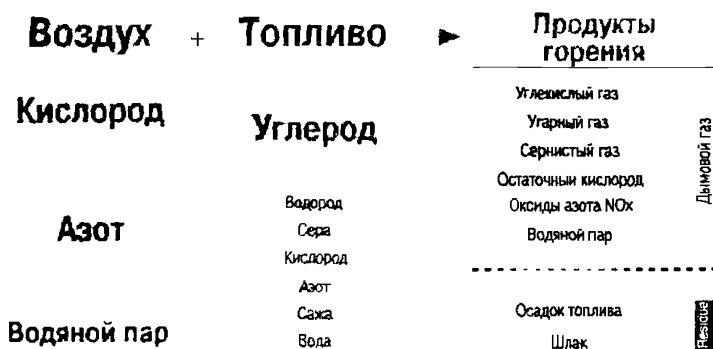 Воздух + Топливо ► Продукты горения
Кислород
Азот
Водяной пар
Углерод
Водород
Сера
Кислород
Азот
Сажа
Вода
Углекислый газ
Угарный газ
Сернистый газ
Остаточный кислород
Оксиды азота NOx
Водяной пар
Дымовой газ
Осадок топлива
Шлак
Residue